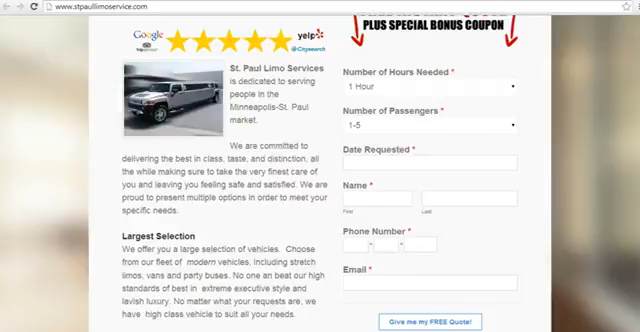 www.stpaullimoservice.com
PLUS SPECIAL BONUS COUPON
Google
yelp
tripadvisor
Citysearch
St. Paul Limo Services
is dedicated to serving
people in the
Minneapolis-St. Paul
market.
We are committed to
delivering the best in class, taste, and distinction, all
the while making sure to take the very finest care of
you and leaving you feeling safe and satisfied. We are
proud to present multiple options in order to meet your
specific needs.
Largest Selection
We offer you a large selection of vehicles. Choose
from our fleet of modern vehicles, including stretch
limos, vans and party buses. No one an beat our high
standards of best in extreme executive style and
lavish luxury. No matter what your requests are, we
have high class vehicle to suit all your needs.
Number of Hours Needed *
1 Hour
Number of Passengers *
1-5
Date Requested *
Name *
First
Last
Phone Number *
- -
Email *
Give me my FREE Quote!